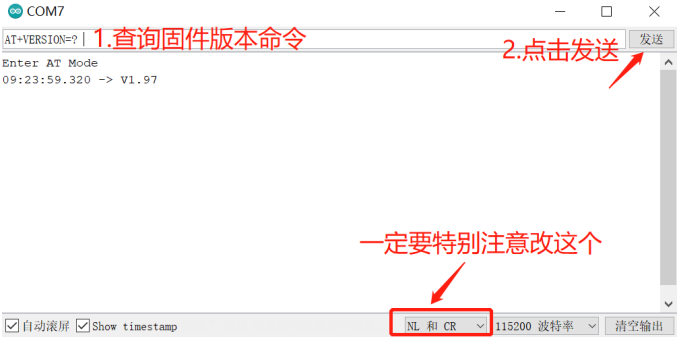 COM7
AT+VERSION=?
1.查询固件版本命令
发送
2.点击发送
Enter AT Mode
09:23:59.320 -> V1.97
一定要特别注意改这个
自动滚屏
Show timestamp
NL 和 CR
115200 波特率
清空输出